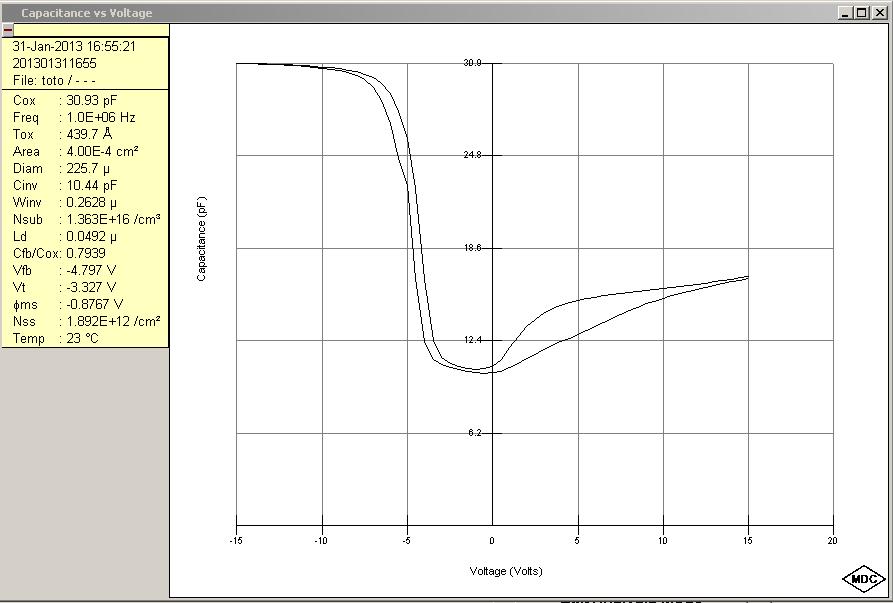 Capacitance vs Voltage
31-Jan-2013 16:55:21
201301311655
File: toto / - - -
Cox : 30.93 pF
Freq : 1.0E+06 Hz
Tox : 439.7 Å
Area : 4.00E-4 cm²
Diam : 225.7 µ
Cinv : 10.44 pF
Winv : 0.2628 µ
Nsub : 1.363E+16 /cm³
Ld : 0.0492 µ
Cfb/Cox: 0.7939
Vfb : -4.797 V
Vt : -3.327 V
ϕms : -0.8767 V
Nss : 1.892E+12 /cm²
Temp : 23 °C
30.9
24.8
18.6
12.4
6.2
Capacitance (pF)
-15 -10 -5 0 5 10 15 20
Voltage (Volts)
MDC